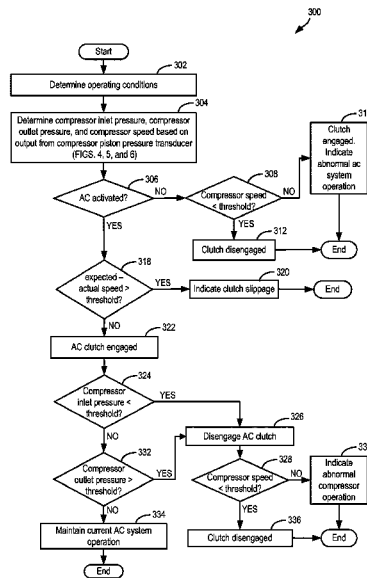 300
Start
302
Determine operating conditions
304
Determine compressor inlet pressure, compressor
outlet pressure, and compressor speed based on
output from compressor piston pressure transducer
(FIGS. 4, 5, and 6)
306
AC activated?
NO
308
Compressor speed
< threshold?
NO
31
Clutch
engaged.
Indicate
abnormal ac
system
operation
YES
YES
312
Clutch disengaged
End
318
expected –
actual speed >
threshold?
YES
320
Indicate clutch slippage
End
NO
322
AC clutch engaged
324
Compressor
inlet pressure <
threshold?
YES
326
Disengage AC clutch
NO
332
Compressor
outlet pressure >
threshold?
YES
328
Compressor speed
< threshold?
NO
33
Indicate
abnormal
compressor
operation
NO
334
Maintain current AC system
operation
YES
336
Clutch disengaged
End
End